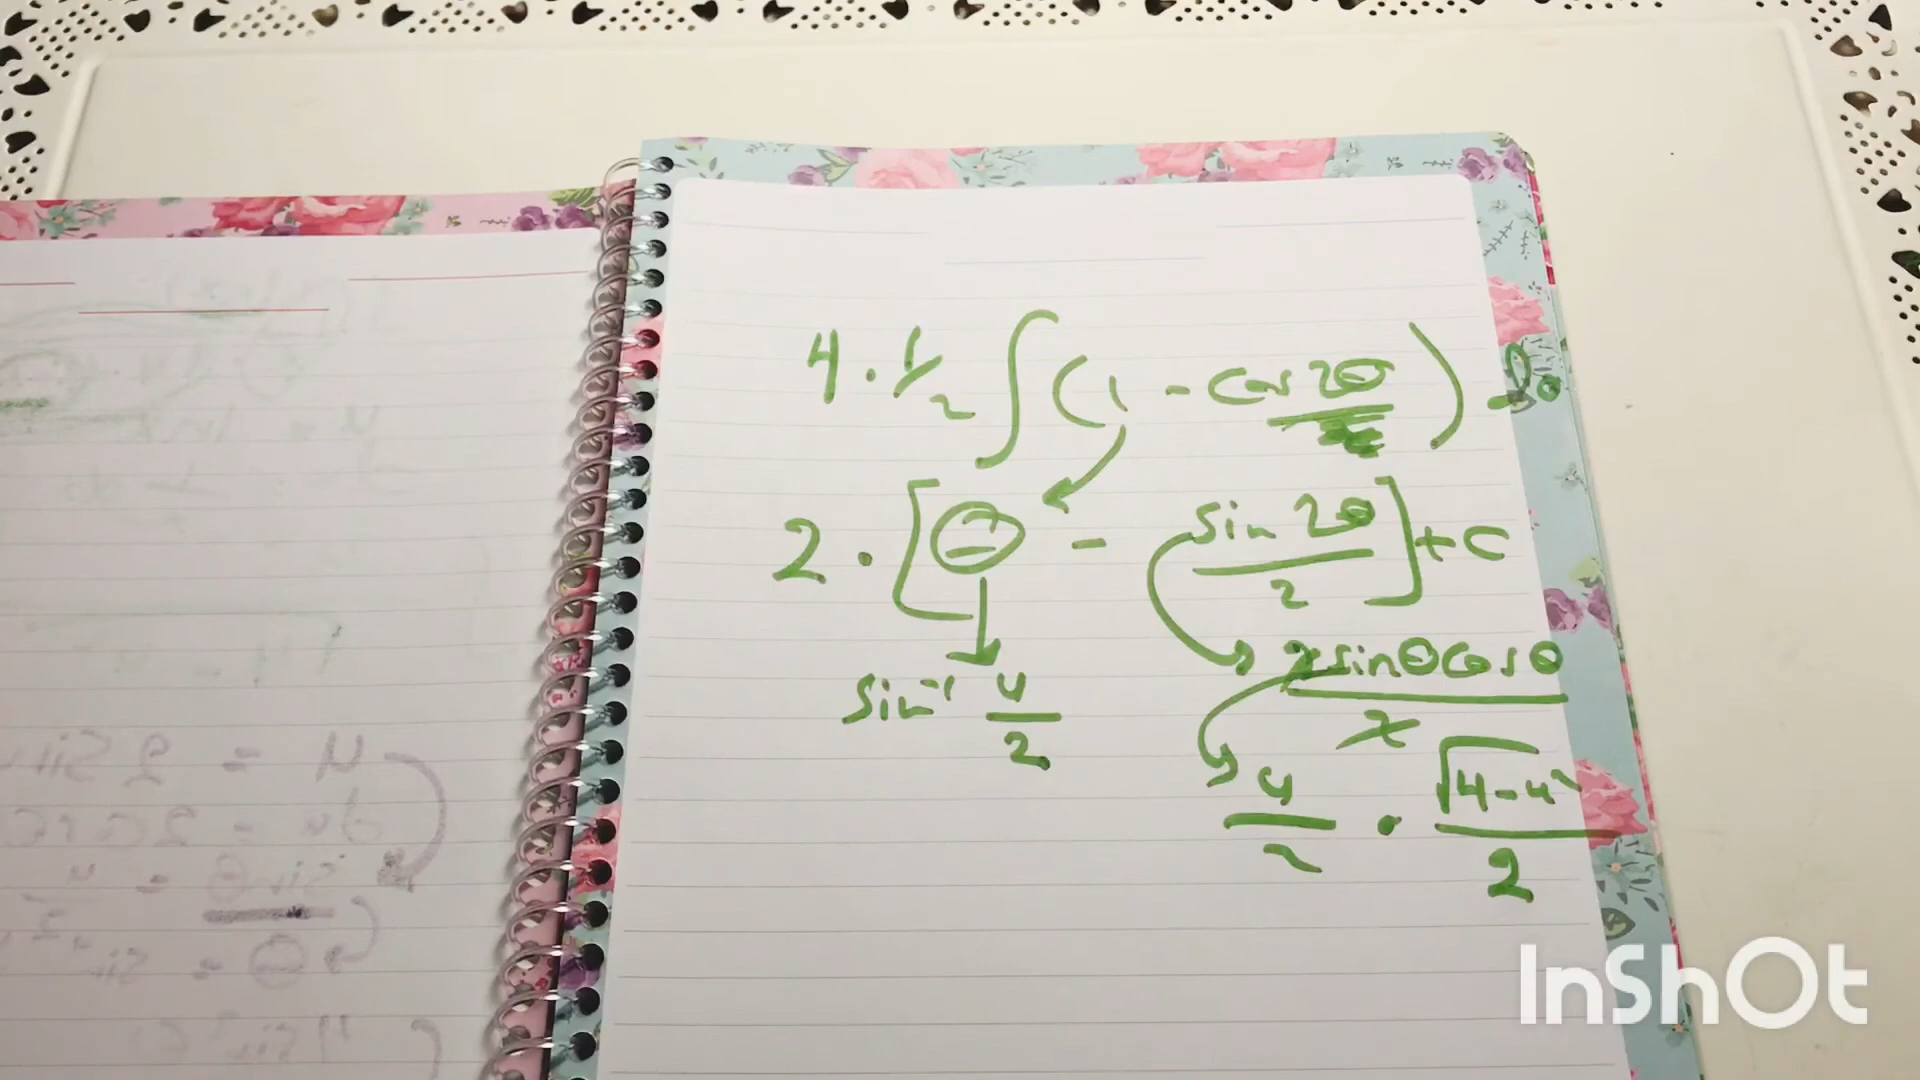 4 · 1/2 ∫ (1 - cos 2θ) dθ
2 · [θ - sin 2θ / 2] + c
sin⁻¹ u/2
2 sinθ cosθ / 2
u/2 · √4-u² / 2
InShOt